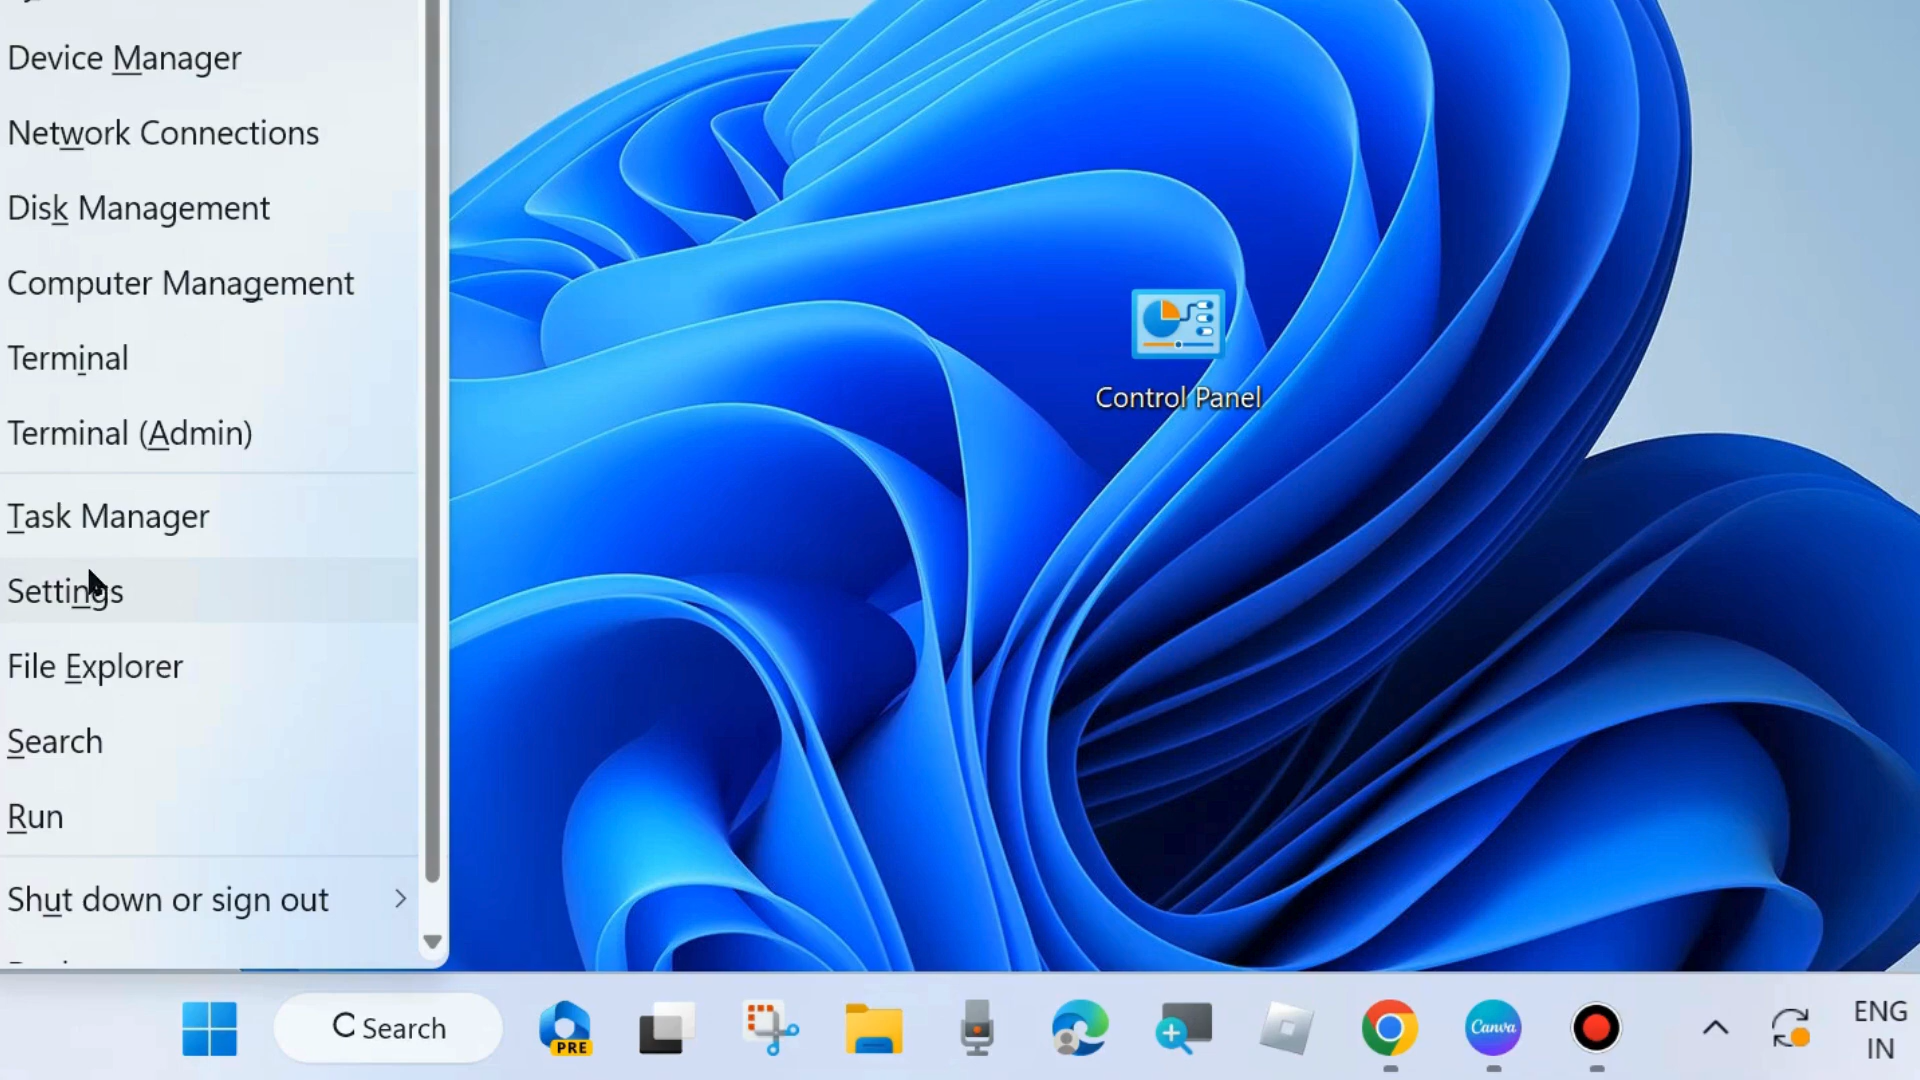 Device Manager
Network Connections
Disk Management
Computer Management
Terminal
Terminal (Admin)
Task Manager
Settings
File Explorer
Search
Run
Shut down or sign out
Control Panel
Search
PRE
Canva
ENG
IN